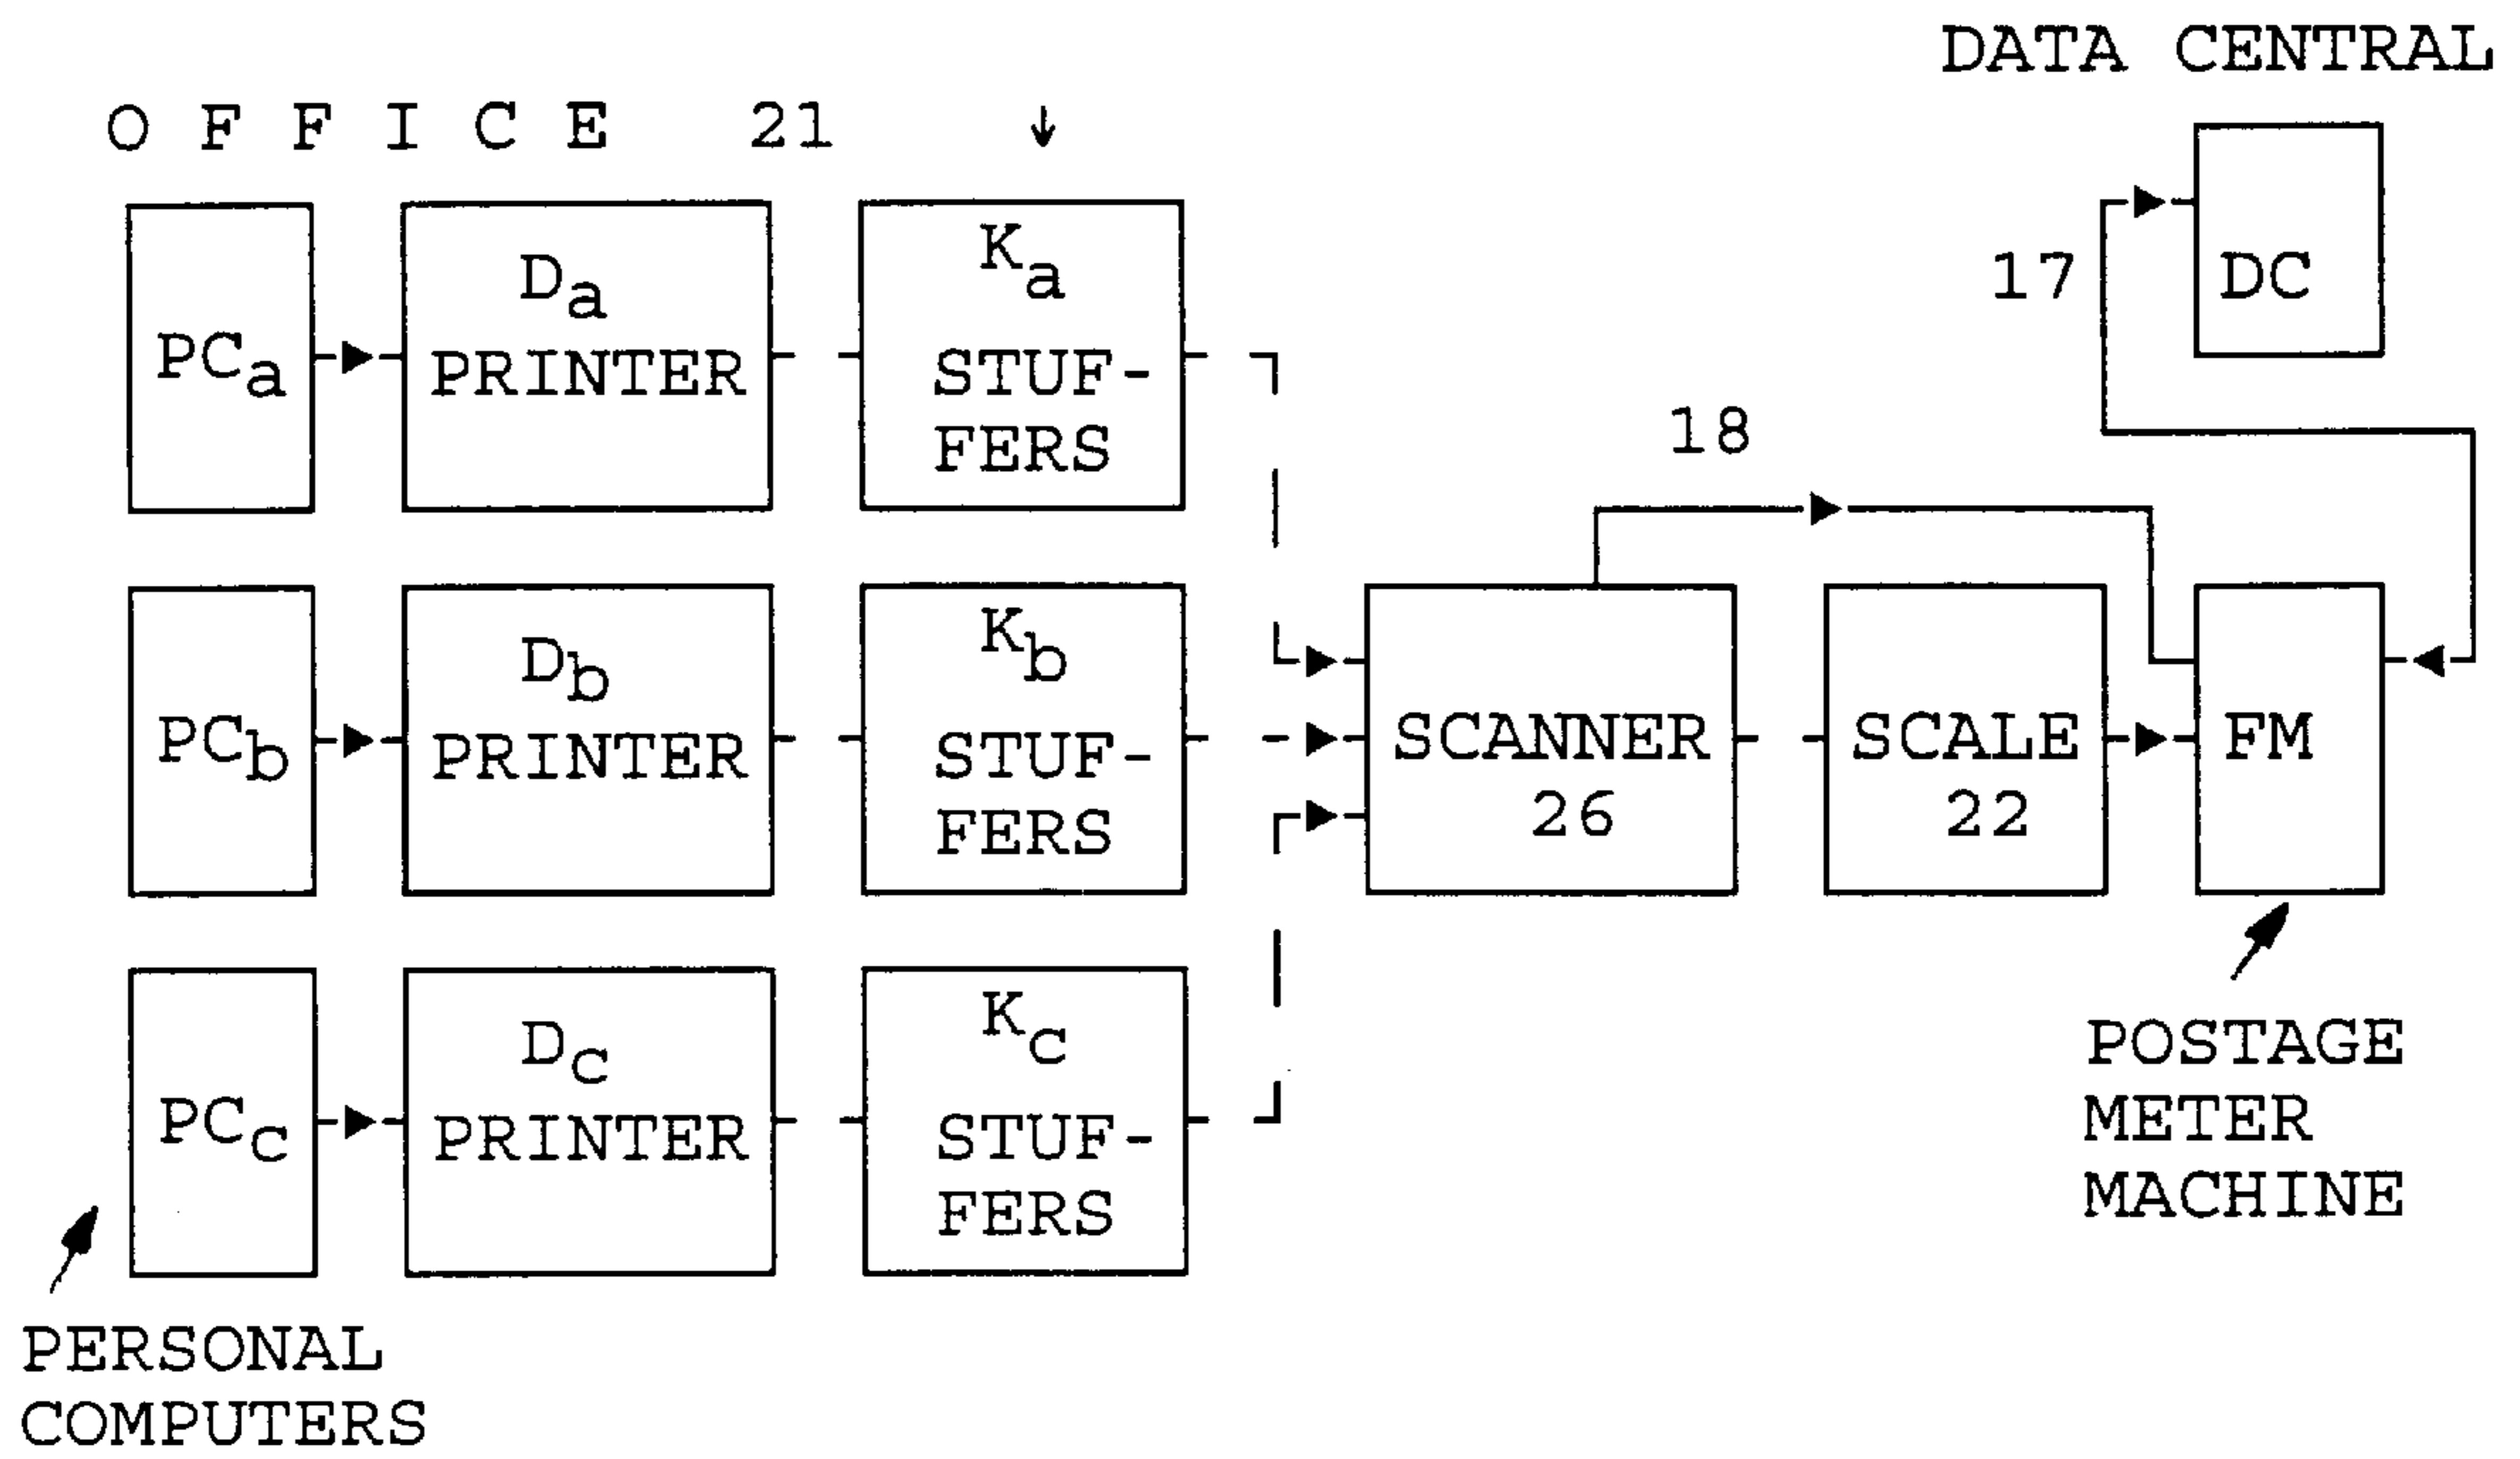 DATA CENTRAL
O F F I C E 21 ↓
PCa
Da
PRINTER
Ka
STUF-
FERS
17
DC
18
PCb
Db
PRINTER
Kb
STUF-
FERS
SCANNER
26
SCALE
22
FM
PCc
Dc
PRINTER
Kc
STUF-
FERS
POSTAGE
METER
MACHINE
PERSONAL
COMPUTERS